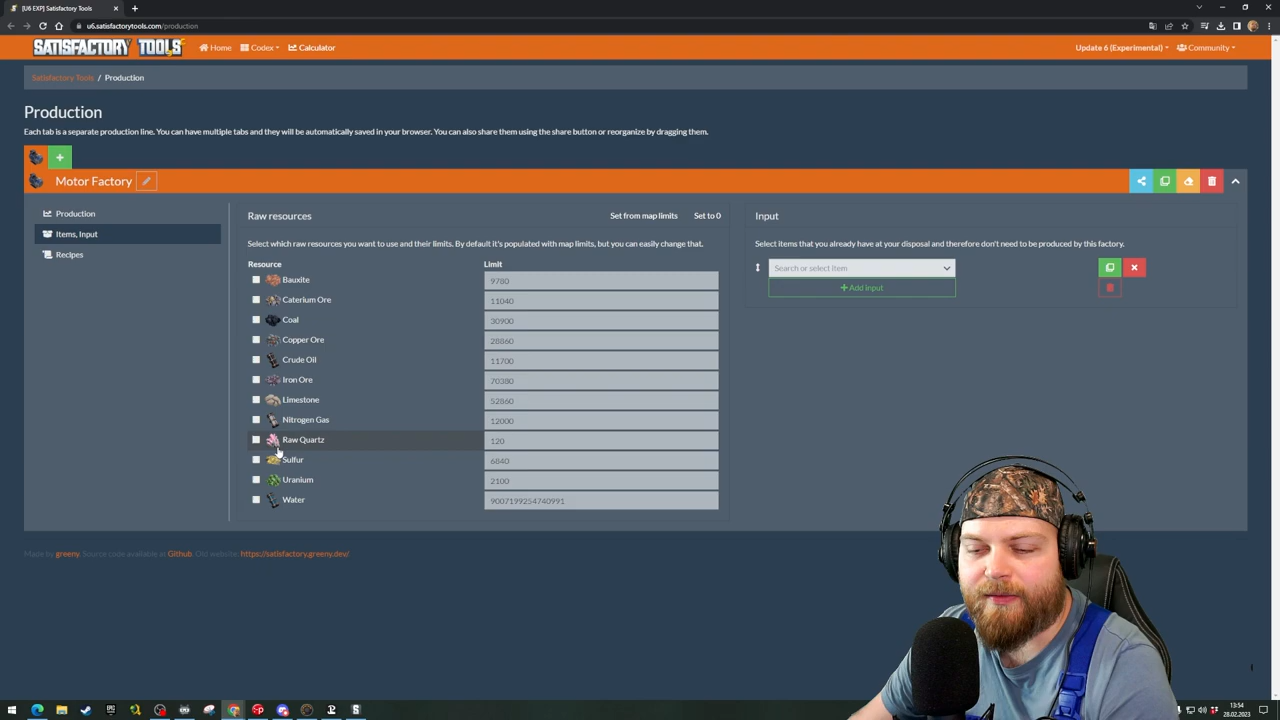 [U6 EXP] Satisfactory Tools
u6.satisfactorytools.com/production
SATISFACTORY TOOLS
Home
Codex
Calculator
Update 6 (Experimental)
Community
Satisfactory Tools / Production
Production
Each tab is a separate production line. You can have multiple tabs and they will be automatically saved in your browser. You can also share them using the share button or reorganize by dragging them.
Motor Factory
Production
Items, Input
Recipes
Raw resources
Set from map limits
Set to 0
Select which raw resources you want to use and their limits. By default it's populated with map limits, but you can easily change that.
Resource Limit
Bauxite 9780
Caterium Ore 11040
Coal 30900
Copper Ore 28860
Crude Oil 11700
Iron Ore 70380
Limestone 52860
Nitrogen Gas 12000
Raw Quartz 120
Sulfur 6840
Uranium 2100
Water 9007199254740991
Input
Select items that you already have at your disposal and therefore don't need to be produced by this factory.
Search or select item
+ Add Input
Made by greeny. Source code available at Github. Old website: https://satisfactory.greeny.dev/
13:54
28.02.2023